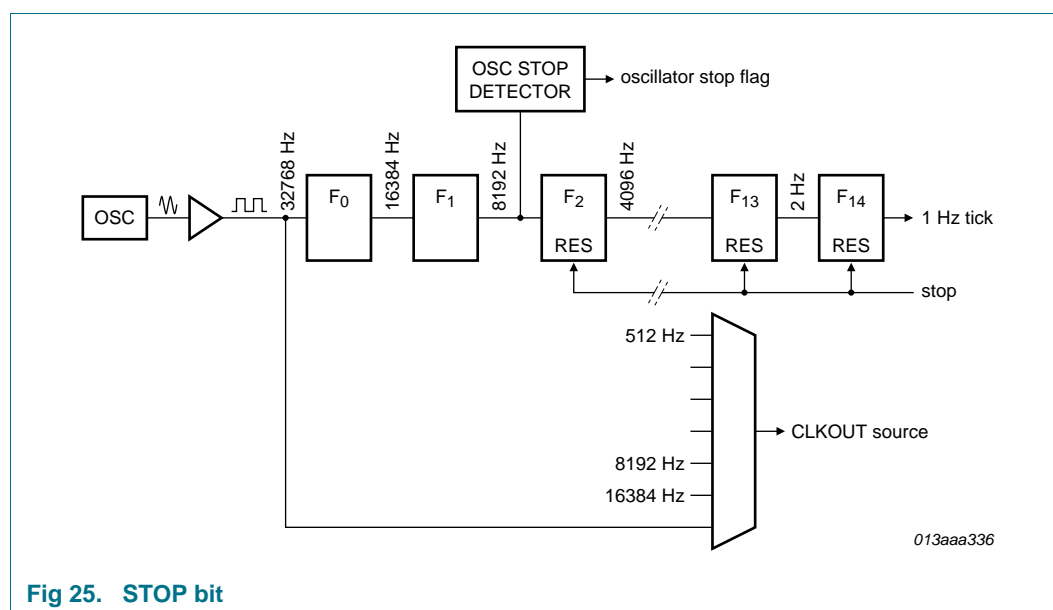 OSC STOP
DETECTOR
oscillator stop flag
32768 Hz
16384 Hz
8192 Hz
4096 Hz
2 Hz
OSC
F0
F1
F2
RES
F13
RES
F14
RES
1 Hz tick
stop
512 Hz
CLKOUT source
8192 Hz
16384 Hz
013aaa336
Fig 25. STOP bit